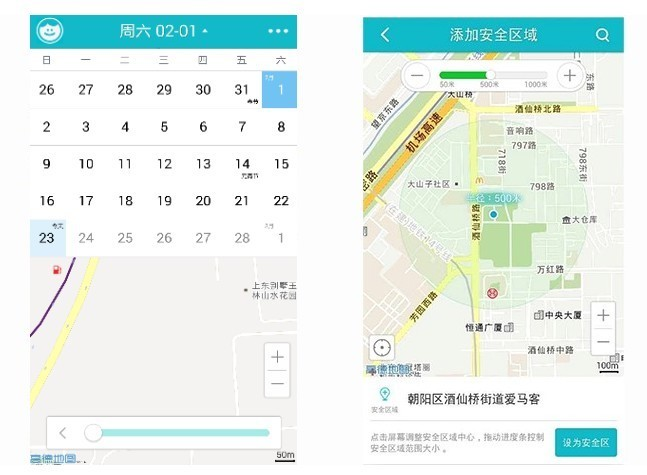 周六 02-01
日 一 二 三 四 五 六
26 27 28 29 30 31 1
春节
2 3 4 5 6 7 8
9 10 11 12 13 14 15
元宵节
16 17 18 19 20 21 22
23 24 25 26 27 28 1
今天
上东别墅玉
林山水花园
高德地图
50m
添加安全区域
50米 500米 1000米
大山桥
酒仙桥北路
望京东路
机场高速
音响路
797路
718街
798东街
大山子社区
798路
半径：500米
酒仙桥路
大仓库
在建)地铁14号线
万红路
芳园西路
中央大厦
恒通广厦
酒仙桥中路
高德地图
100m
安全区域
朝阳区酒仙桥街道爱马客
点击屏幕调整安全区域中心，拖动进度条控
制安全区域范围大小。
设为安全区